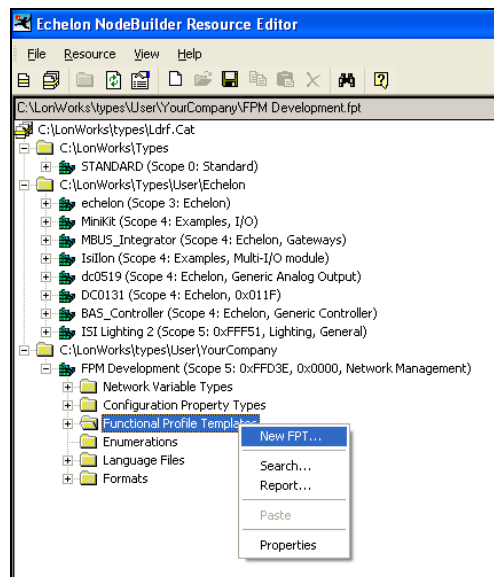 Echelon NodeBuilder Resource Editor
File Resource View Help
C:\LonWorks\types\User\YourCompany\FPM Development.fpt
C:\LonWorks\types\Ldrf.Cat
C:\LonWorks\Types
STANDARD (Scope 0: Standard)
C:\LonWorks\Types\User\Echelon
echelon (Scope 3: Echelon)
MiniKit (Scope 4: Examples, I/O)
MBUS_Integrator (Scope 4: Echelon, Gateways)
IsiIlon (Scope 4: Examples, Multi-I/O module)
dc0519 (Scope 4: Echelon, Generic Analog Output)
DC0131 (Scope 4: Echelon, 0x011F)
BAS_Controller (Scope 4: Echelon, Generic Controller)
ISI Lighting 2 (Scope 5: 0xFFF51, Lighting, General)
C:\LonWorks\types\User\YourCompany
FPM Development (Scope 5: 0xFFD3E, 0x0000, Network Management)
Network Variable Types
Configuration Property Types
Functional Profile Templates
Enumerations
Language Files
Formats
New FPT...
Search...
Report...
Paste
Properties